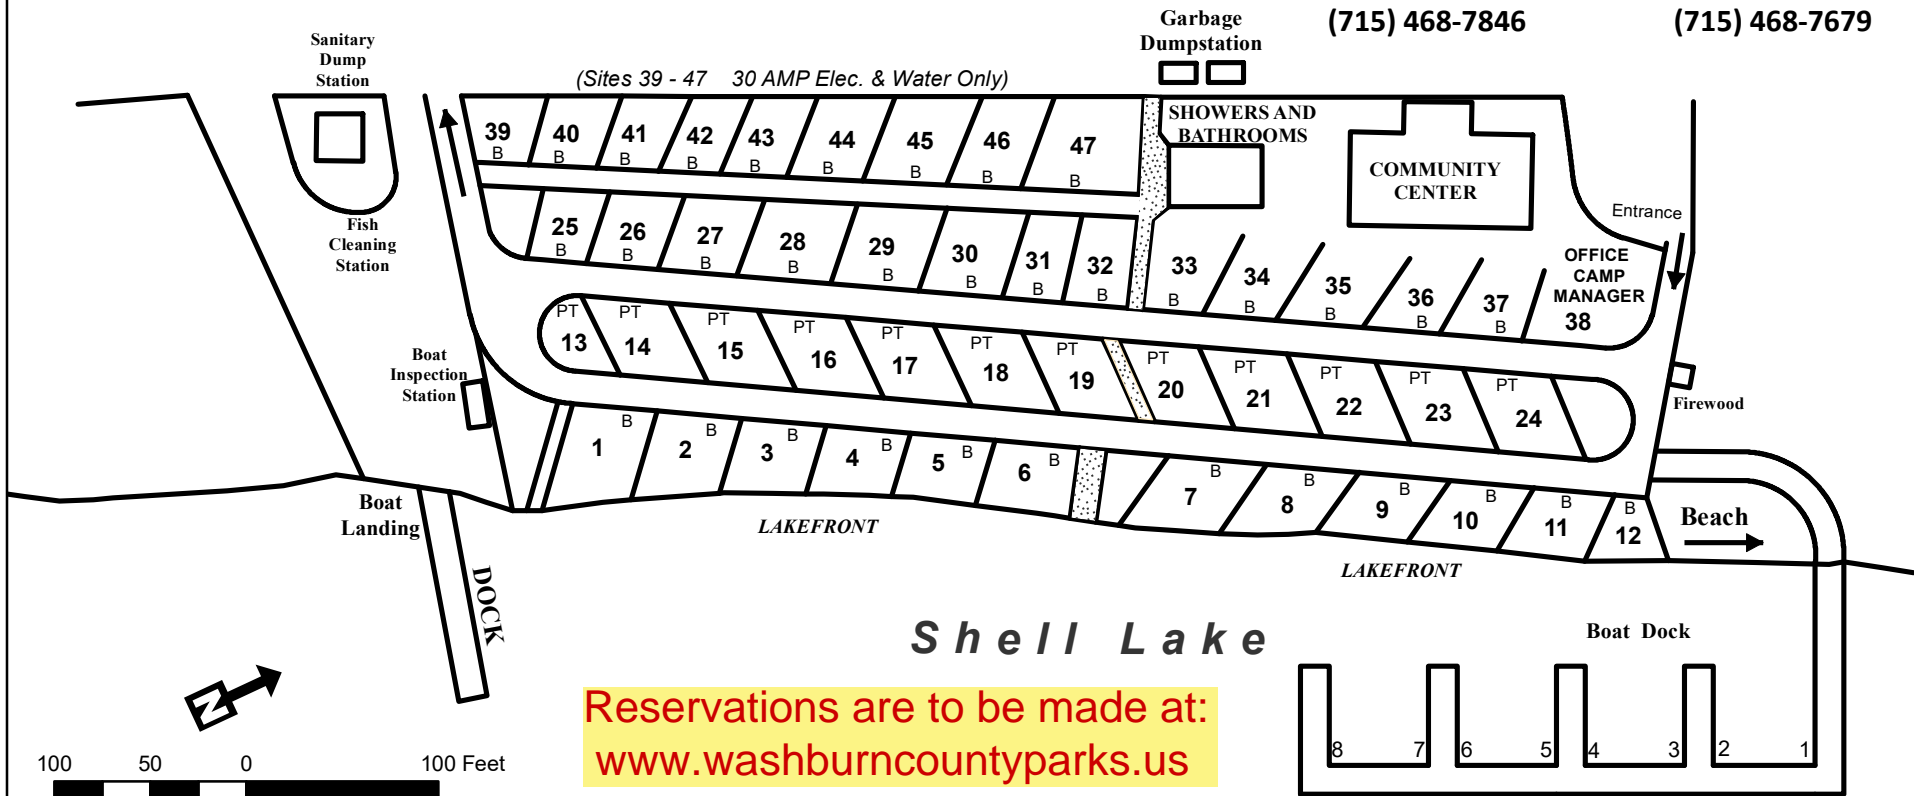 Garbage
Dumpstation
(715) 468-7846
(715) 468-7679
Sanitary
Dump
Station
(Sites 39 - 47 30 AMP Elec. & Water Only)
SHOWERS AND
BATHROOMS
COMMUNITY
CENTER
Fish
Cleaning
Station
39
B
40
B
41
B
42
B
43
B
44
B
45
B
46
B
47
B
Entrance
OFFICE
CAMP
MANAGER
38
25
B
26
B
27
B
28
B
29
B
30
B
31
B
32
B
33
B
34
B
35
B
36
B
37
B
PT
13
PT
14
PT
15
PT
16
PT
17
PT
18
PT
19
PT
20
PT
21
PT
22
PT
23
PT
24
Boat
Inspection
Station
Firewood
B
1
B
2
B
3
B
4
B
5
B
6
B
7
B
8
B
9
B
10
B
11
B
12
Beach
Boat
Landing
LAKEFRONT
LAKEFRONT
DOCK
Shell Lake
Boat Dock
N
Reservations are to be made at:
www.washburncountyparks.us
8 7 6 5 4 3 2 1
100 50 0 100 Feet